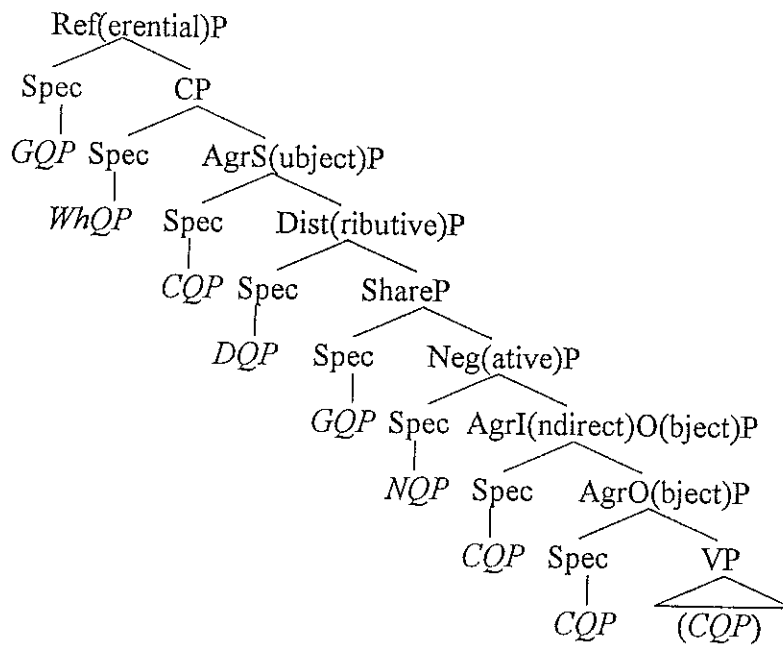 Ref(erential)P
Spec CP
GQP Spec AgrS(ubject)P
WhQP Spec Dist(ributive)P
CQP Spec ShareP
DQP Spec Neg(ative)P
GQP Spec AgrI(ndirect)O(bject)P
NQP Spec AgrO(bject)P
CQP Spec VP
CQP (CQP)